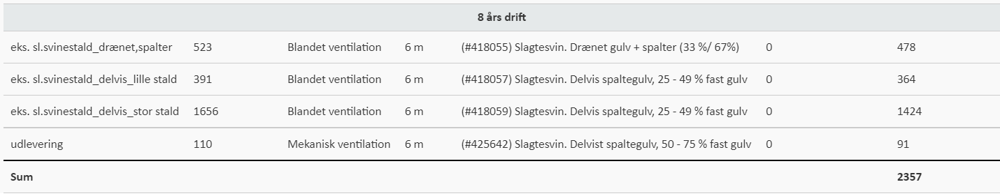 8 års drift
eks. sl.svinestald_drænet,spalter 523 Blandet ventilation 6 m (#418055) Slagtesvin. Drænet gulv + spalter (33 %/ 67%) 0 478
eks. sl.svinestald_delvis_lille stald 391 Blandet ventilation 6 m (#418057) Slagtesvin. Delvis spaltegulv, 25 - 49 % fast gulv 0 364
eks. sl.svinestald_delvis_stor stald 1656 Blandet ventilation 6 m (#418059) Slagtesvin. Delvis spaltegulv, 25 - 49 % fast gulv 0 1424
udlevering 110 Mekanisk ventilation 6 m (#425642) Slagtesvin. Delvist spaltegulv, 50 - 75 % fast gulv 0 91
Sum 2357